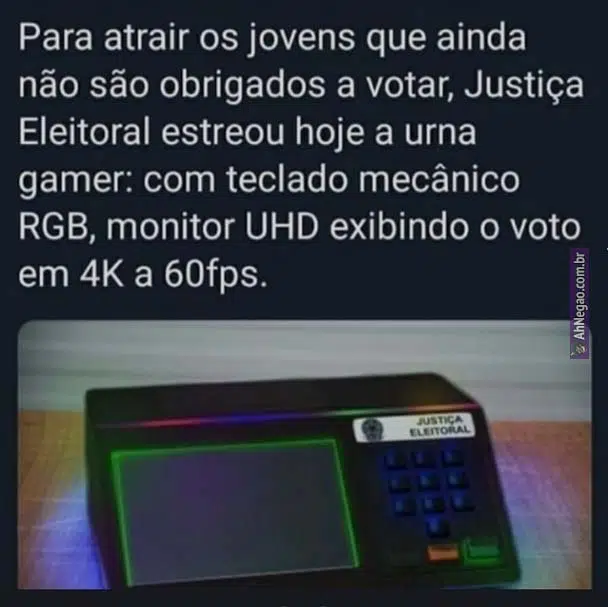 Para atrair os jovens que ainda
não são obrigados a votar, Justiça
Eleitoral estreou hoje a urna
gamer: com teclado mecânico
RGB, monitor UHD exibindo o voto
em 4K a 60fps.
AhNegao.com.br
JUSTIÇA
ELEITORAL